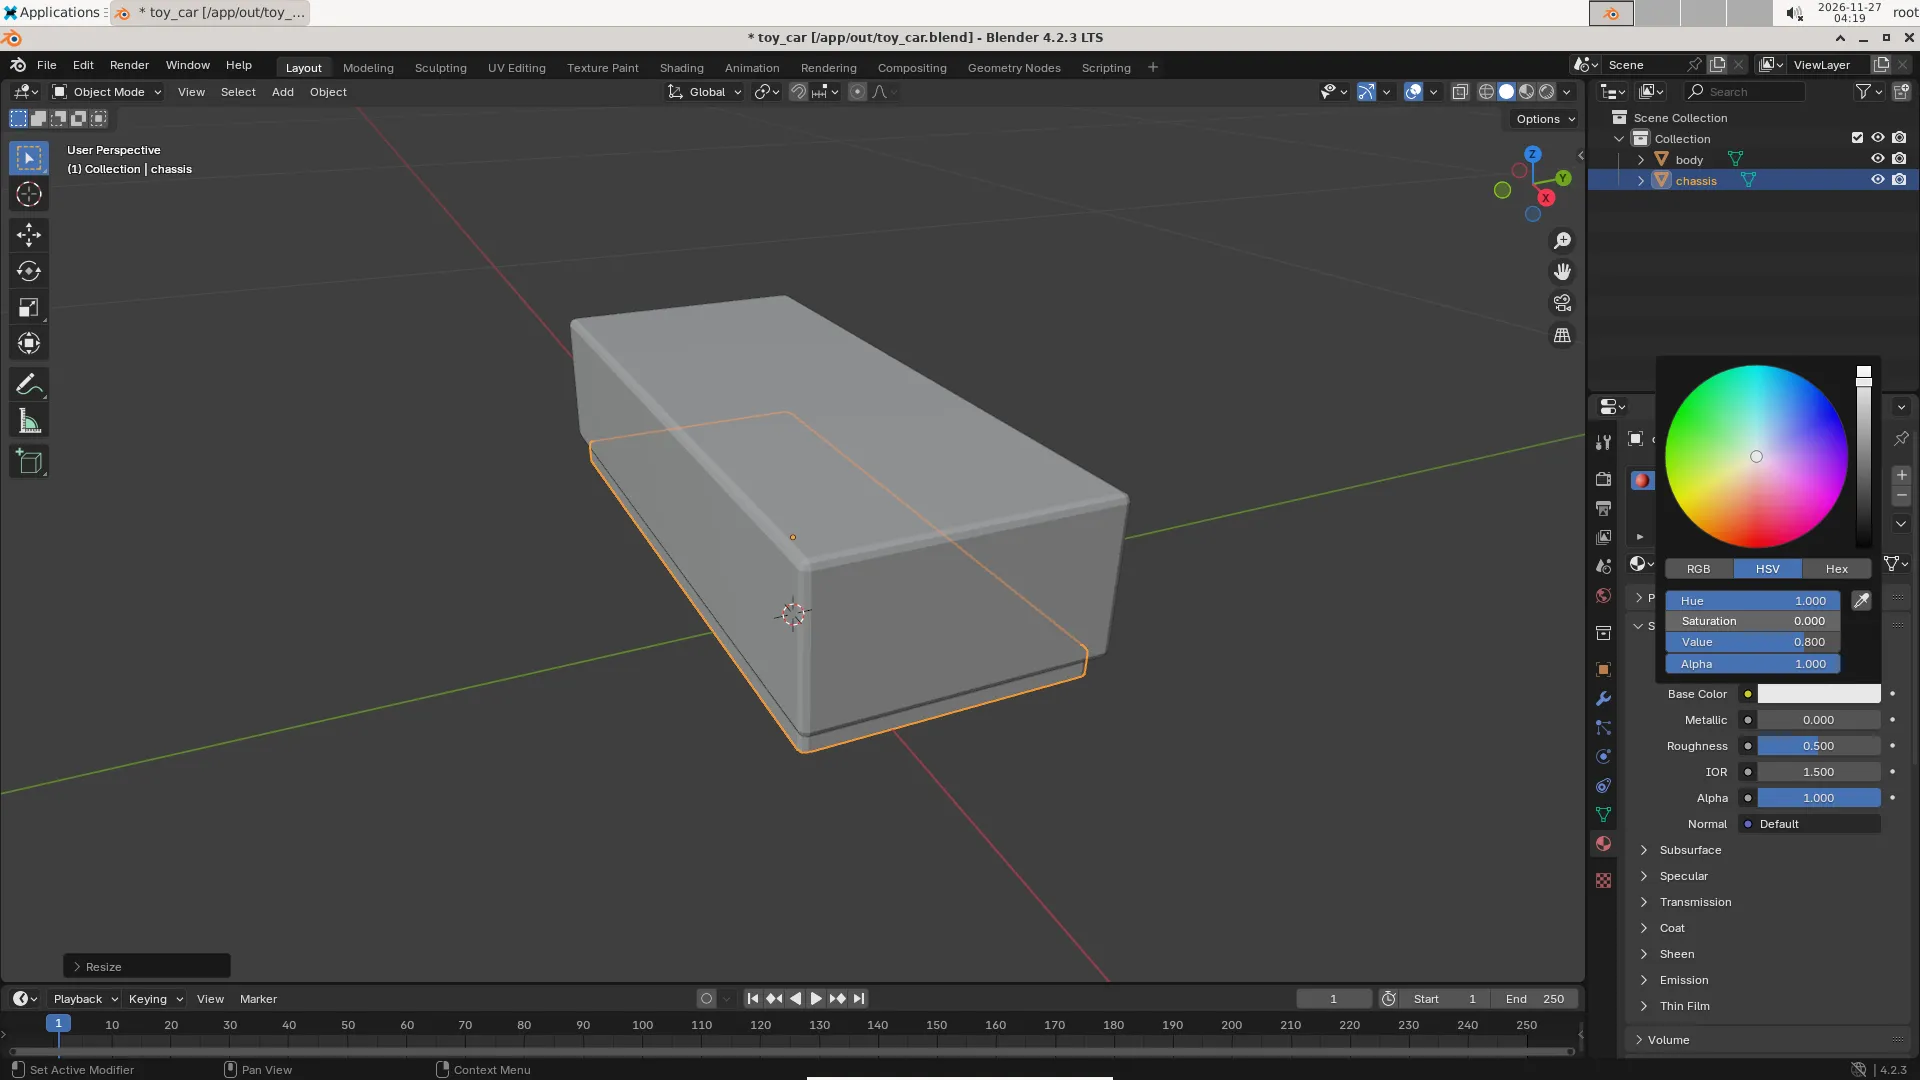 Applications
* toy_car [/app/out/toy_...
2026-11-27
04:19
root
* toy_car [/app/out/toy_car.blend] - Blender 4.2.3 LTS
File Edit Render Window Help
Layout Modeling Sculpting UV Editing Texture Paint Shading Animation Rendering Compositing Geometry Nodes Scripting
Scene
ViewLayer
Object Mode View Select Add Object
Global
Search
Options
Scene Collection
Collection
body
chassis
User Perspective
(1) Collection | chassis
Z
Y
X
RGB HSV Hex
Hue 1.000
Saturation 0.000
Value 0.800
Alpha 1.000
Base Color
Metallic 0.000
Roughness 0.500
IOR 1.500
Alpha 1.000
Normal Default
Subsurface
Specular
Transmission
Coat
Sheen
Emission
Thin Film
Volume
Resize
Playback Keying View Marker
1
Start 1
End 250
1 10 20 30 40 50 60 70 80 90 100 110 120 130 140 150 160 170 180 190 200 210 220 230 240 250
Set Active Modifier
Pan View
Context Menu
4.2.3